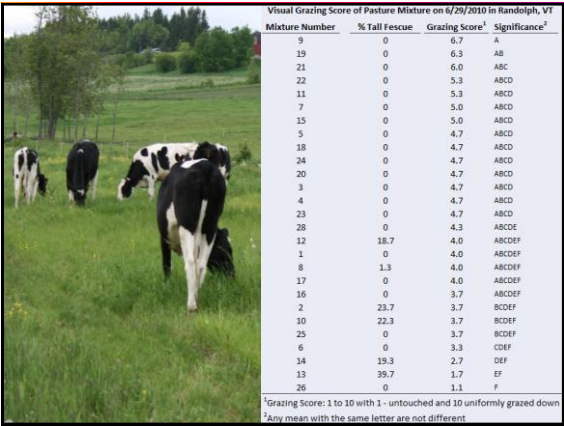 Visual Grazing Score of Pasture Mixture on 6/29/2010 in Randolph, VT
Mixture Number % Tall Fescue Grazing Score¹ Significance²
9 0 6.7 A
19 0 6.3 AB
21 0 6.0 ABC
22 0 5.3 ABCD
11 0 5.3 ABCD
7 0 5.0 ABCD
15 0 5.0 ABCD
5 0 4.7 ABCD
18 0 4.7 ABCD
24 0 4.7 ABCD
20 0 4.7 ABCD
3 0 4.7 ABCD
4 0 4.7 ABCD
23 0 4.7 ABCD
28 0 4.3 ABCDE
12 18.7 4.0 ABCDEF
1 0 4.0 ABCDEF
8 1.3 4.0 ABCDEF
17 0 4.0 ABCDEF
16 0 3.7 ABCDEF
2 23.7 3.7 BCDEF
10 22.3 3.7 BCDEF
25 0 3.7 BCDEF
6 0 3.3 CDEF
14 19.3 2.7 DEF
13 39.7 1.7 EF
26 0 1.1 F
¹Grazing Score: 1 to 10 with 1 - untouched and 10 uniformly grazed down
²Any mean with the same letter are not different